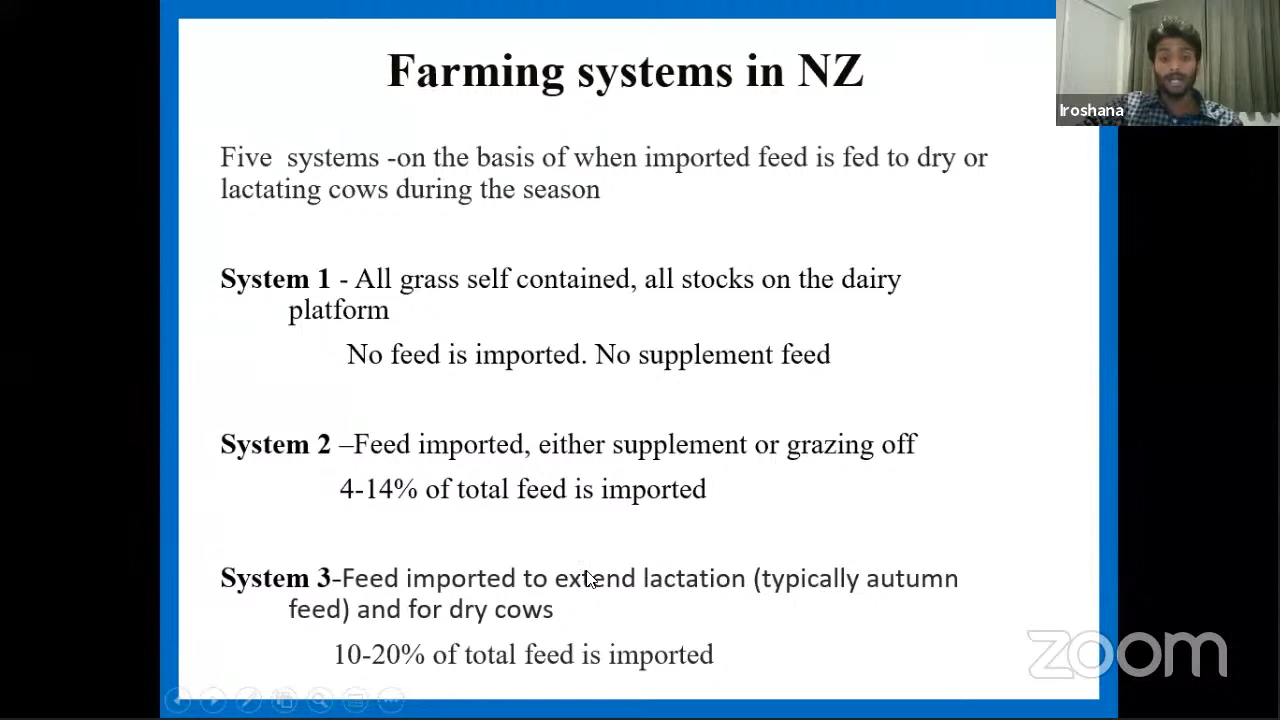 Farming systems in NZ
Iroshana
Five systems -on the basis of when imported feed is fed to dry or
lactating cows during the season
System 1 - All grass self contained, all stocks on the dairy
platform
No feed is imported. No supplement feed
System 2 –Feed imported, either supplement or grazing off
4-14% of total feed is imported
System 3-Feed imported to extend lactation (typically autumn
feed) and for dry cows
10-20% of total feed is imported
zoom